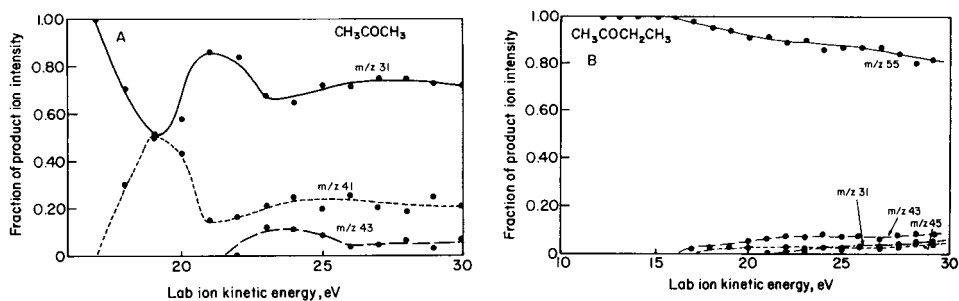 Fraction of product ion intensity
1.00
0.80
0.60
0.40
0.20
0
A
CH3COCH3
m/z 31
m/z 41
m/z 43
20
25
30
Lab ion kinetic energy, eV
Fraction of product ion intensity
1.00
0.80
0.60
0.40
0.20
0
CH3COCH2CH3
B
m/z 55
m/z 31
m/z 43
m/z 45
10
15
20
25
30
Lab ion kinetic energy, eV